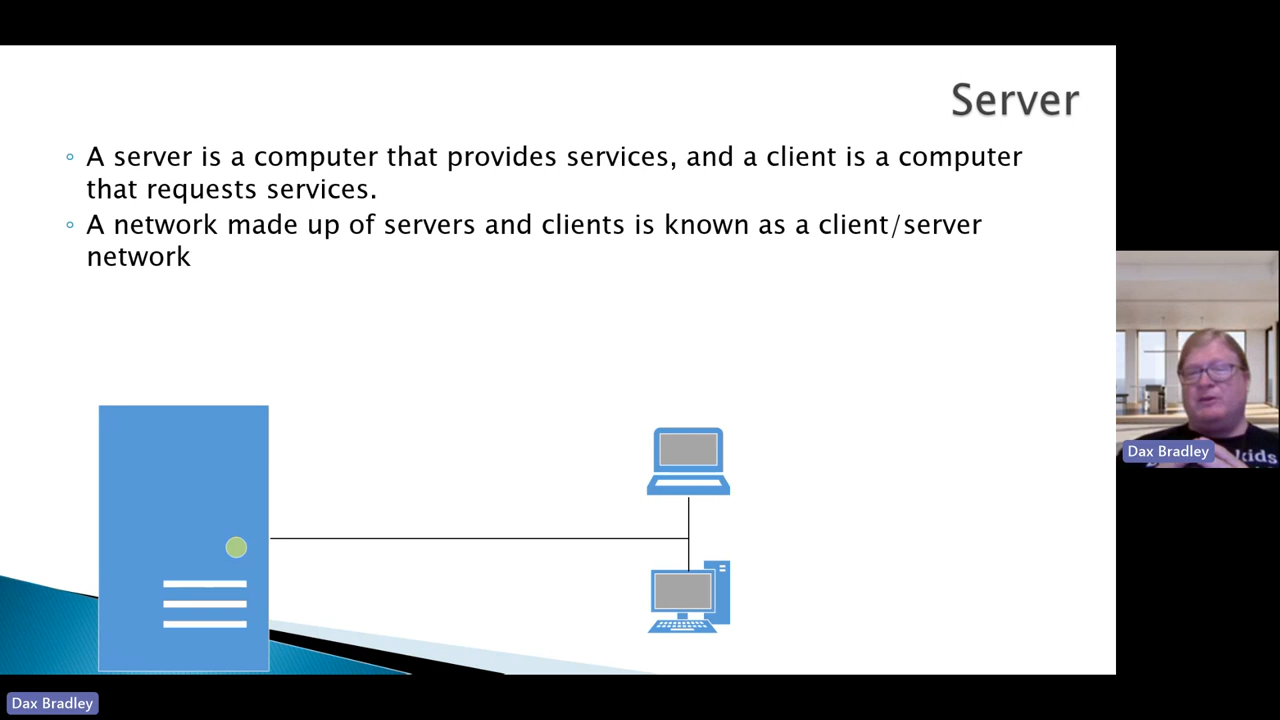 Server
A server is a computer that provides services, and a client is a computer
that requests services.
A network made up of servers and clients is known as a client/server
network
Dax Bradley
kids
Dax Bradley